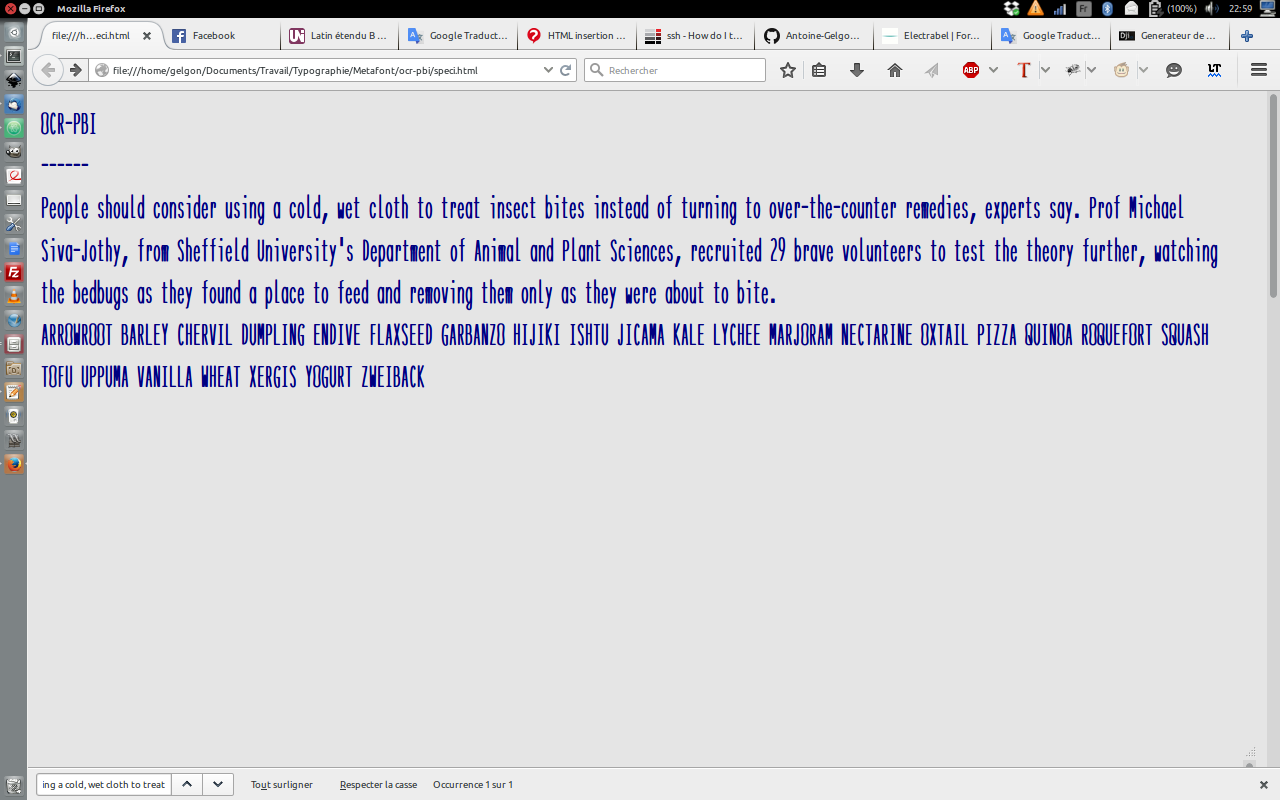 Mozilla Firefox
Fr
(100%)
22:59
file:///h...eci.html
Facebook
Latin étendu B ...
Google Traduct...
HTML insertion ...
ssh - How do I t...
Antoine-Gelgo...
Electrabel | For...
Google Traduct...
Generateur de ...
file:///home/gelgon/Documents/Travail/Typographie/Metafont/ocr-pbi/speci.html
Rechercher
ABP
T
LT
OCR-PBI
------
People should consider using a cold, wet cloth to treat insect bites instead of turning to over-the-counter remedies, experts say. Prof Michael
Siva-Jothy, from Sheffield University's Department of Animal and Plant Sciences, recruited 29 brave volunteers to test the theory further, watching
the bedbugs as they found a place to feed and removing them only as they were about to bite.
ARROWROOT BARLEY CHERVIL DUMPLING ENDIVE FLAXSEED GARBANZO HIJIKI ISHTU JICAMA KALE LYCHEE MARJORAM NECTARINE OXTAIL PIZZA QUINOA ROQUEFORT SQUASH
TOFU UPPUMA VANILLA WHEAT XERGIS YOGURT ZWEIBACK
ing a cold, wet cloth to treat
Tout surligner
Respecter la casse
Occurrence 1 sur 1